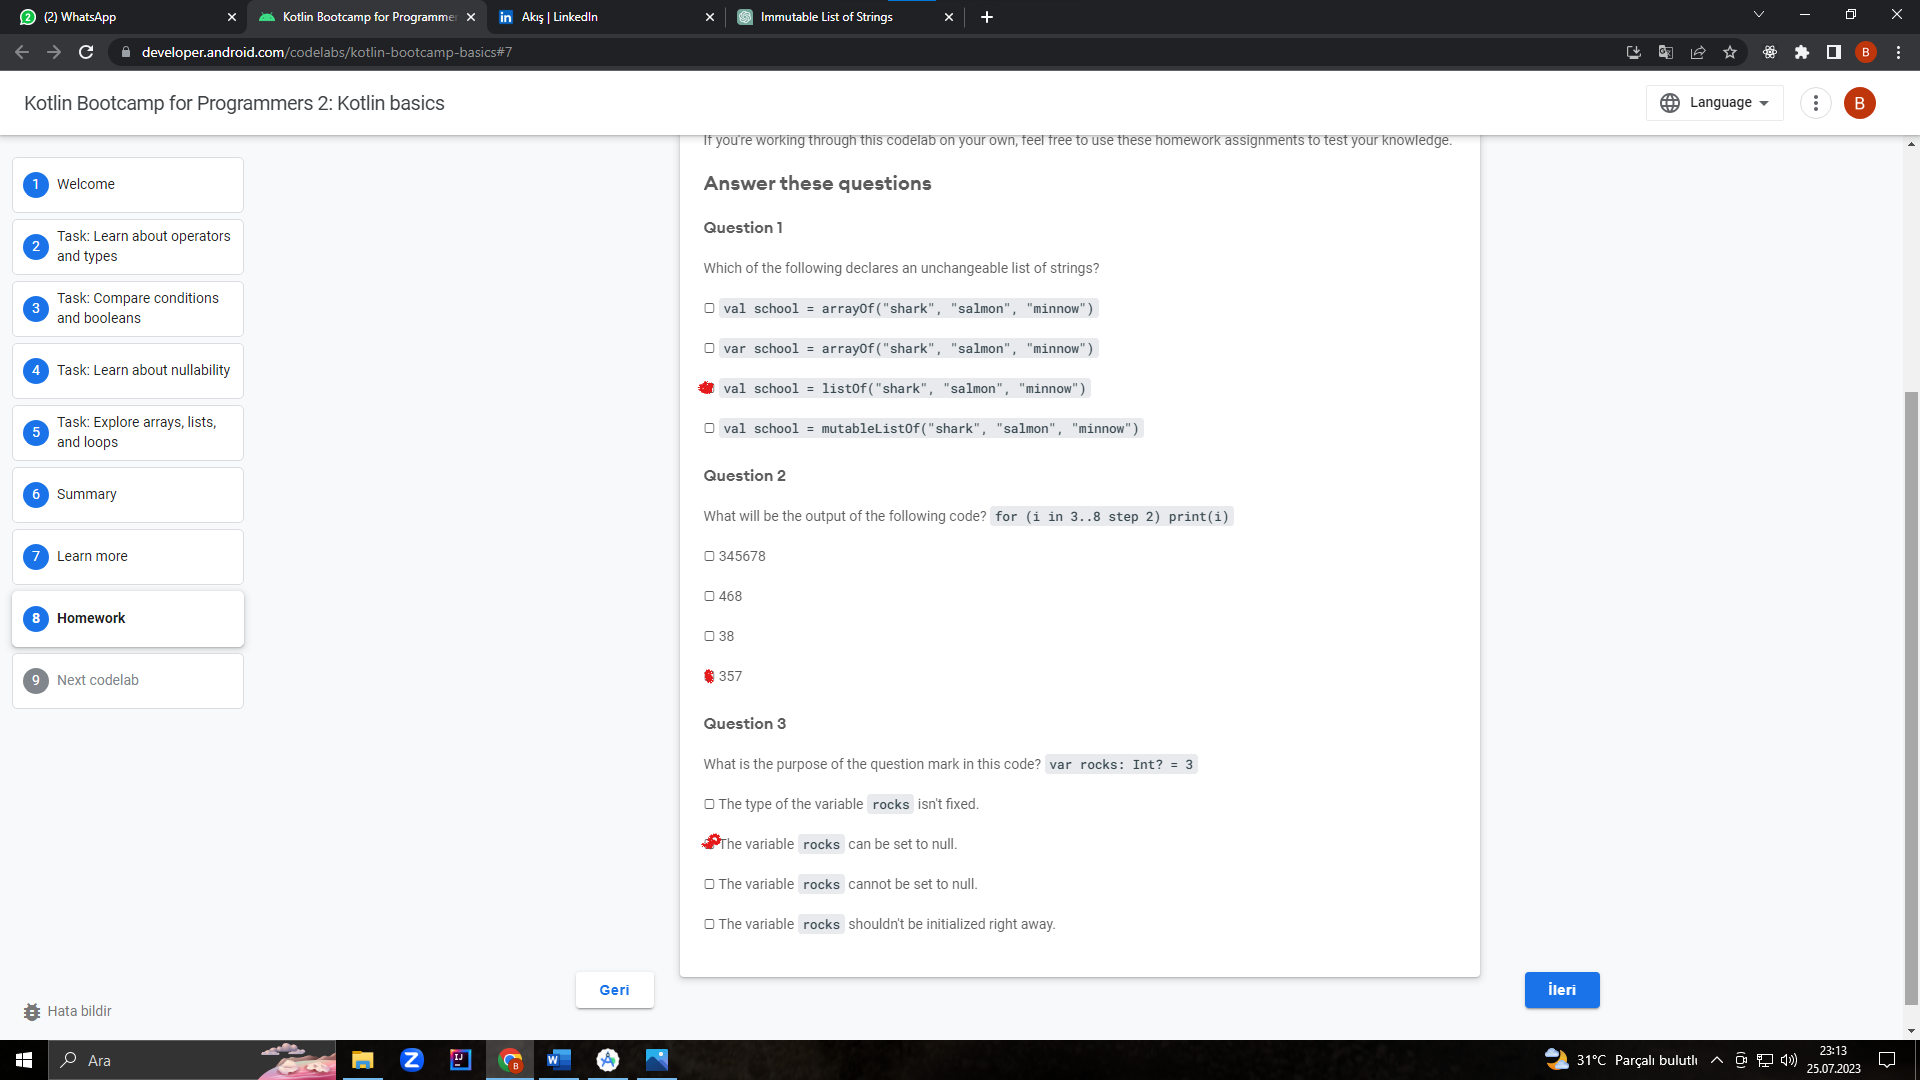 (2) WhatsApp
Kotlin Bootcamp for Programmer
Akış | LinkedIn
Immutable List of Strings
developer.android.com/codelabs/kotlin-bootcamp-basics#7
B
Kotlin Bootcamp for Programmers 2: Kotlin basics
Language
B
1 Welcome
2 Task: Learn about operators
and types
3 Task: Compare conditions
and booleans
4 Task: Learn about nullability
5 Task: Explore arrays, lists,
and loops
6 Summary
7 Learn more
8 Homework
9 Next codelab
Hata bildir
If you're working through this codelab on your own, feel free to use these homework assignments to test your knowledge.
Answer these questions
Question 1
Which of the following declares an unchangeable list of strings?
val school = arrayOf("shark", "salmon", "minnow")
var school = arrayOf("shark", "salmon", "minnow")
val school = listOf("shark", "salmon", "minnow")
val school = mutableListOf("shark", "salmon", "minnow")
Question 2
What will be the output of the following code? for (i in 3..8 step 2) print(i)
345678
468
38
357
Question 3
What is the purpose of the question mark in this code? var rocks: Int? = 3
The type of the variable rocks isn't fixed.
The variable rocks can be set to null.
The variable rocks cannot be set to null.
The variable rocks shouldn't be initialized right away.
Geri
İleri
Ara
31°C Parçalı bulutlu
23:13
25.07.2023